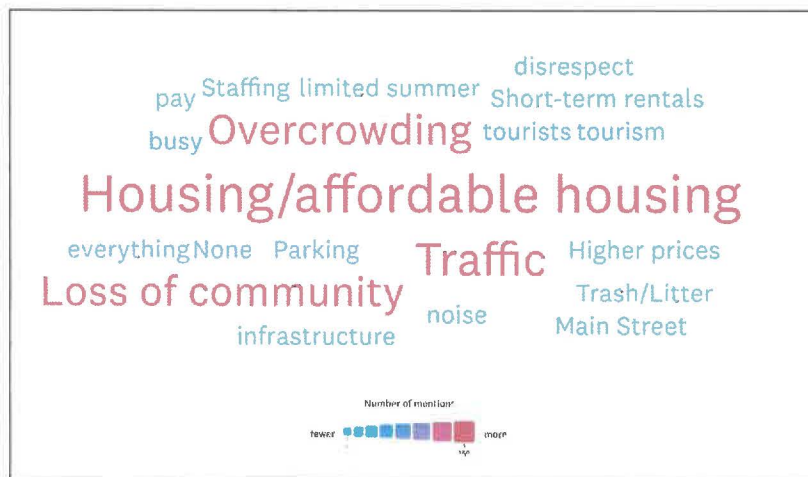 disrespect
pay Staffing limited summer Short-term rentals
busy Overcrowding tourists tourism
Housing/affordable housing
everything None Parking Traffic Higher prices
Loss of community Trash/Litter
noise Main Street
infrastructure
Number of mentions
fewer more